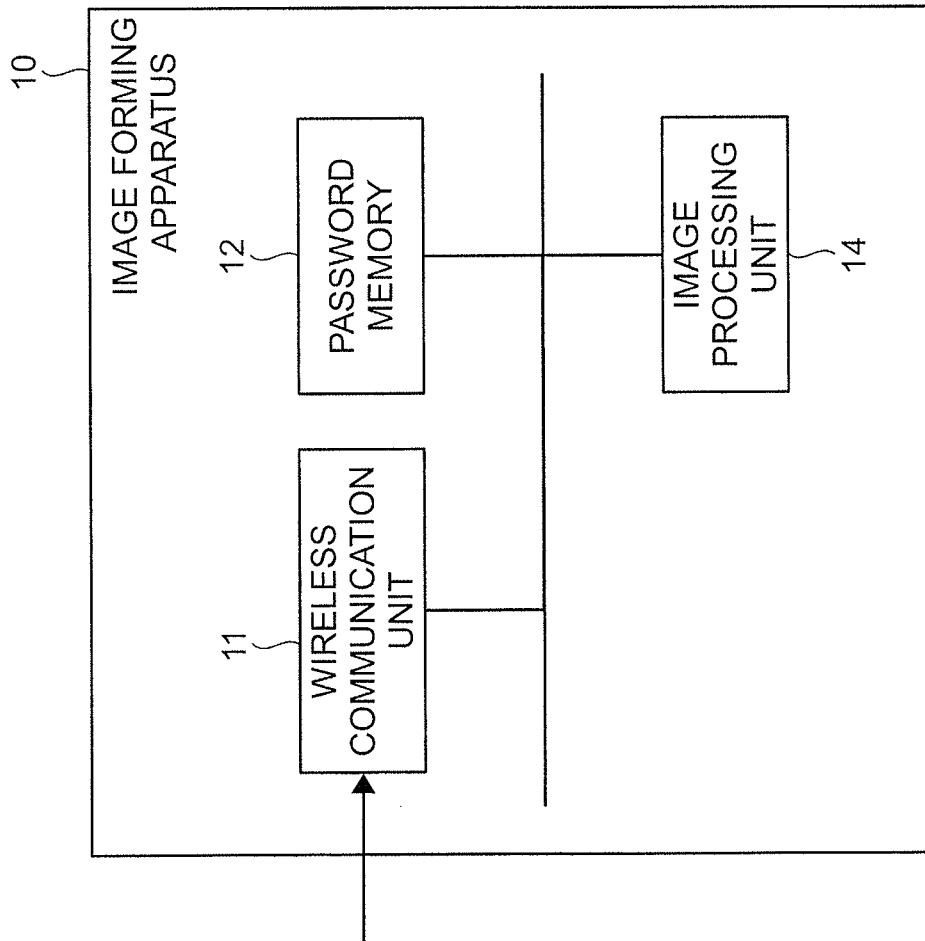 10
IMAGE FORMING
APPARATUS
11
WIRELESS
COMMUNICATION
UNIT
12
PASSWORD
MEMORY
IMAGE
PROCESSING
UNIT
14